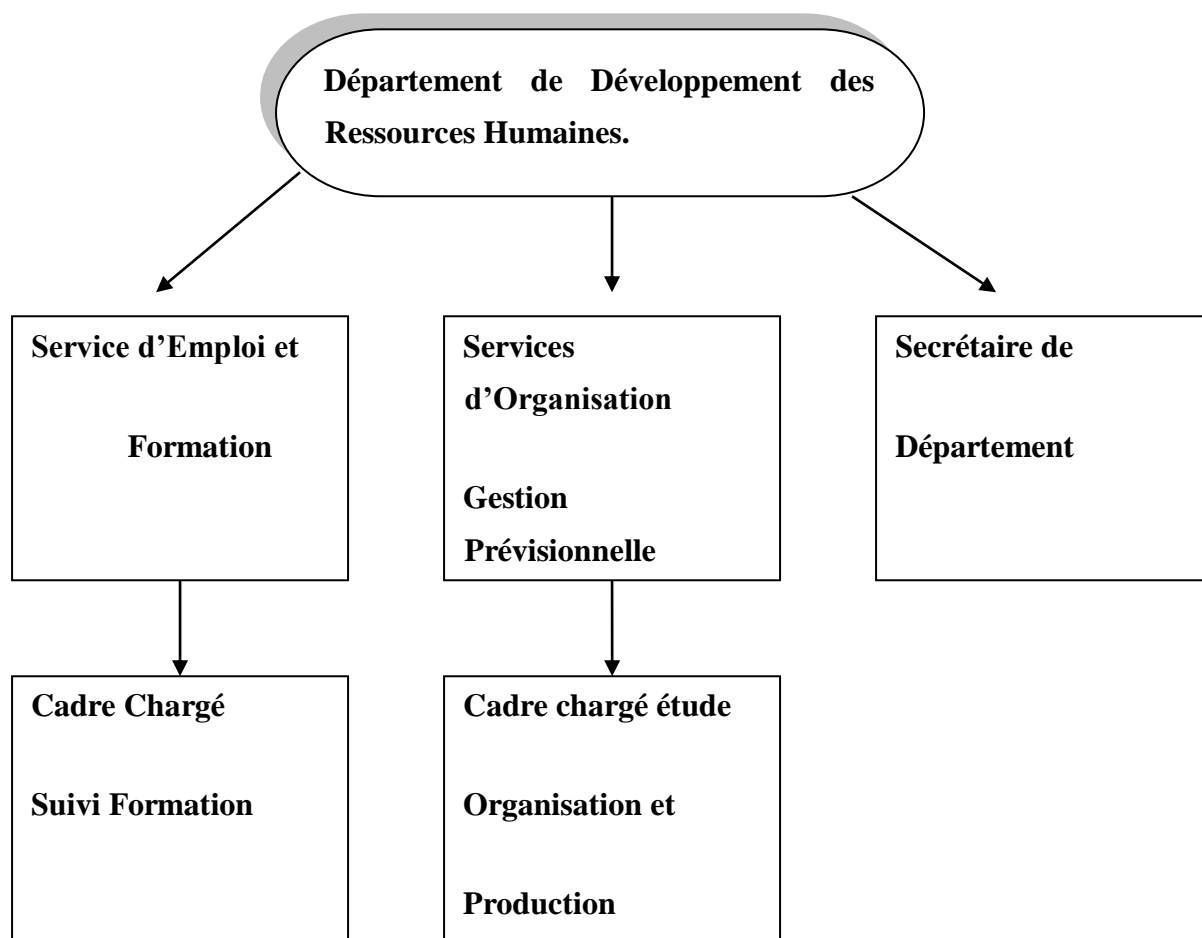 Département de Développement des
Ressources Humaines.
Service d’Emploi et
Formation
Services
d’Organisation
Gestion
Prévisionnelle
Secrétaire de
Département
Cadre Chargé
Suivi Formation
Cadre chargé étude
Organisation et
Production